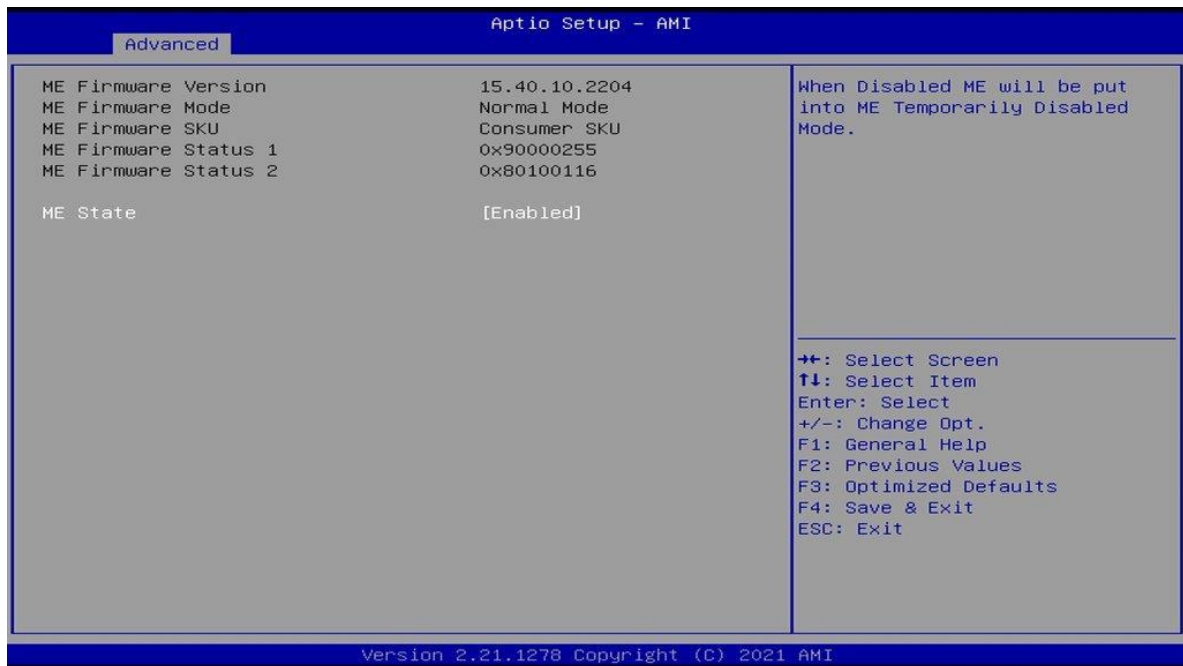 Aptio Setup - AMI
Advanced
ME Firmware Version 15.40.10.2204
ME Firmware Mode Normal Mode
ME Firmware SKU Consumer SKU
ME Firmware Status 1 0x90000255
ME Firmware Status 2 0x80100116
ME State [Enabled]
When Disabled ME will be put
into ME Temporarily Disabled
Mode.
→←: Select Screen
↑↓: Select Item
Enter: Select
+/-: Change Opt.
F1: General Help
F2: Previous Values
F3: Optimized Defaults
F4: Save & Exit
ESC: Exit
Version 2.21.1278 Copyright (C) 2021 AMI